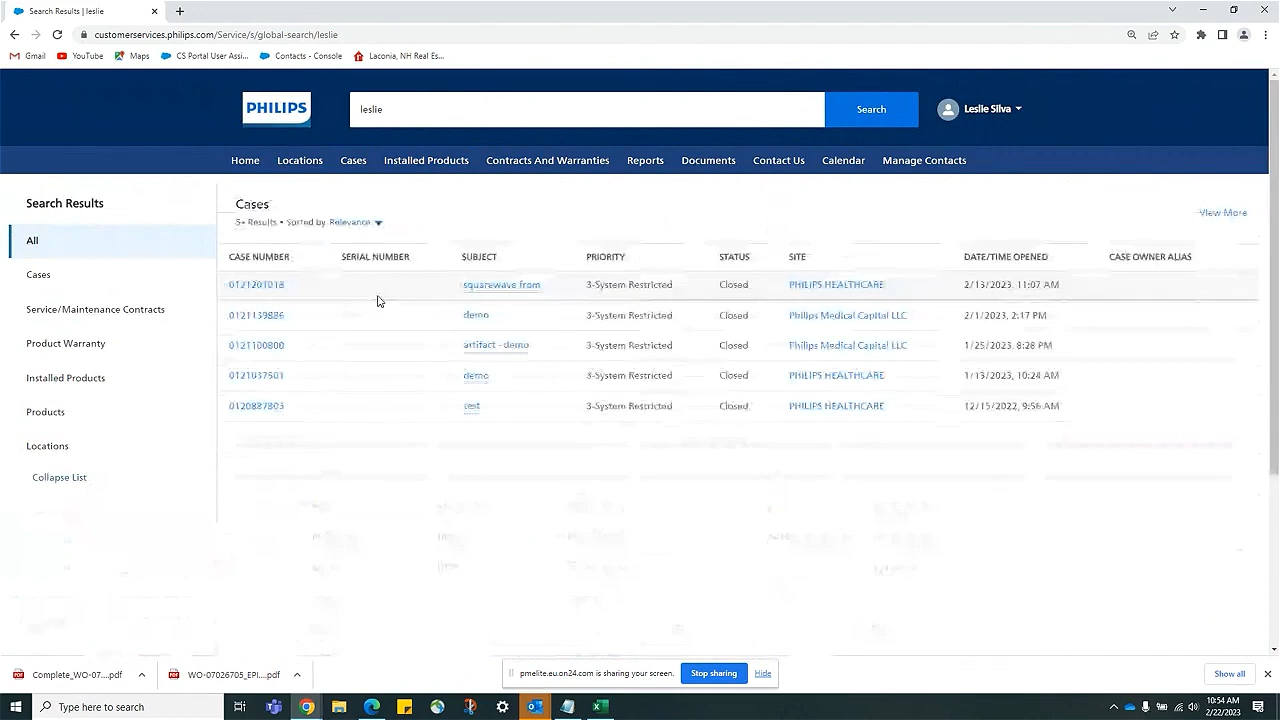 Search Results | leslie
customerservices.philips.com/Service/s/global-search/leslie
Gmail YouTube Maps CS Portal User Assi... Contacts - Console Laconia, NH Real Es...
PHILIPS leslie Search Leslie Silva
Home Locations Cases Installed Products Contracts And Warranties Reports Documents Contact Us Calendar Manage Contacts
Search Results
All
Cases
Service/Maintenance Contracts
Product Warranty
Installed Products
Products
Locations
Collapse List
Cases
5+ Results • Sorted by Relevance
View More
CASE NUMBER SERIAL NUMBER SUBJECT PRIORITY STATUS SITE DATE/TIME OPENED CASE OWNER ALIAS
0121201018 squarewave from 3-System Restricted Closed PHILIPS HEALTHCARE 2/13/2023, 11:07 AM
0121139886 demo 3-System Restricted Closed Philips Medical Capital LLC 2/1/2023, 2:17 PM
0121100800 artifact - demo 3-System Restricted Closed Philips Medical Capital LLC 1/25/2023, 8:28 PM
0121037501 demo 3-System Restricted Closed PHILIPS HEALTHCARE 1/13/2023, 10:24 AM
0120887803 test 3-System Restricted Closed PHILIPS HEALTHCARE 12/15/2022, 9:56 AM
Complete_WO-07....pdf WO-07026705_EPI....pdf
pmelite.eu.on24.com is sharing your screen. Stop sharing Hide
Show all
Type here to search
10:54 AM
2/22/2023